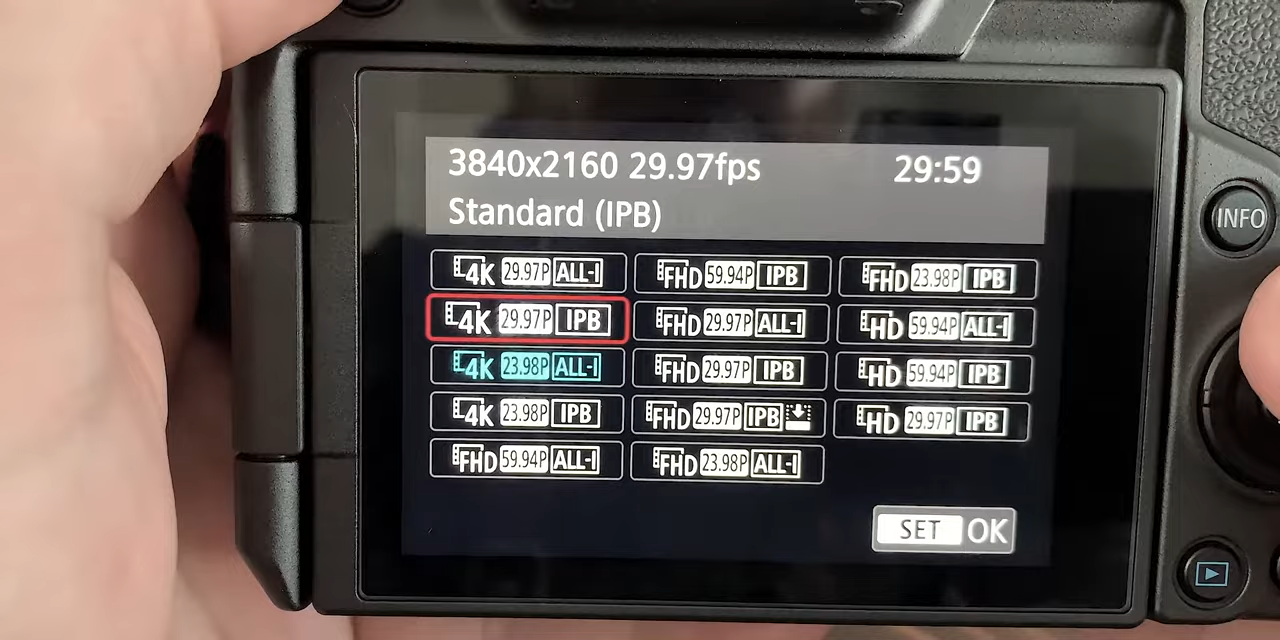 3840x2160 29.97fps 29:59
Standard (IPB)
4K 29.97P ALL-I FHD 59.94P IPB FHD 23.98P IPB
4K 29.97P IPB FHD 29.97P ALL-I HD 59.94P ALL-I
4K 23.98P ALL-I FHD 29.97P IPB HD 59.94P IPB
4K 23.98P IPB FHD 29.97P IPB HD 29.97P IPB
FHD 59.94P ALL-I FHD 23.98P ALL-I
SET OK
INFO